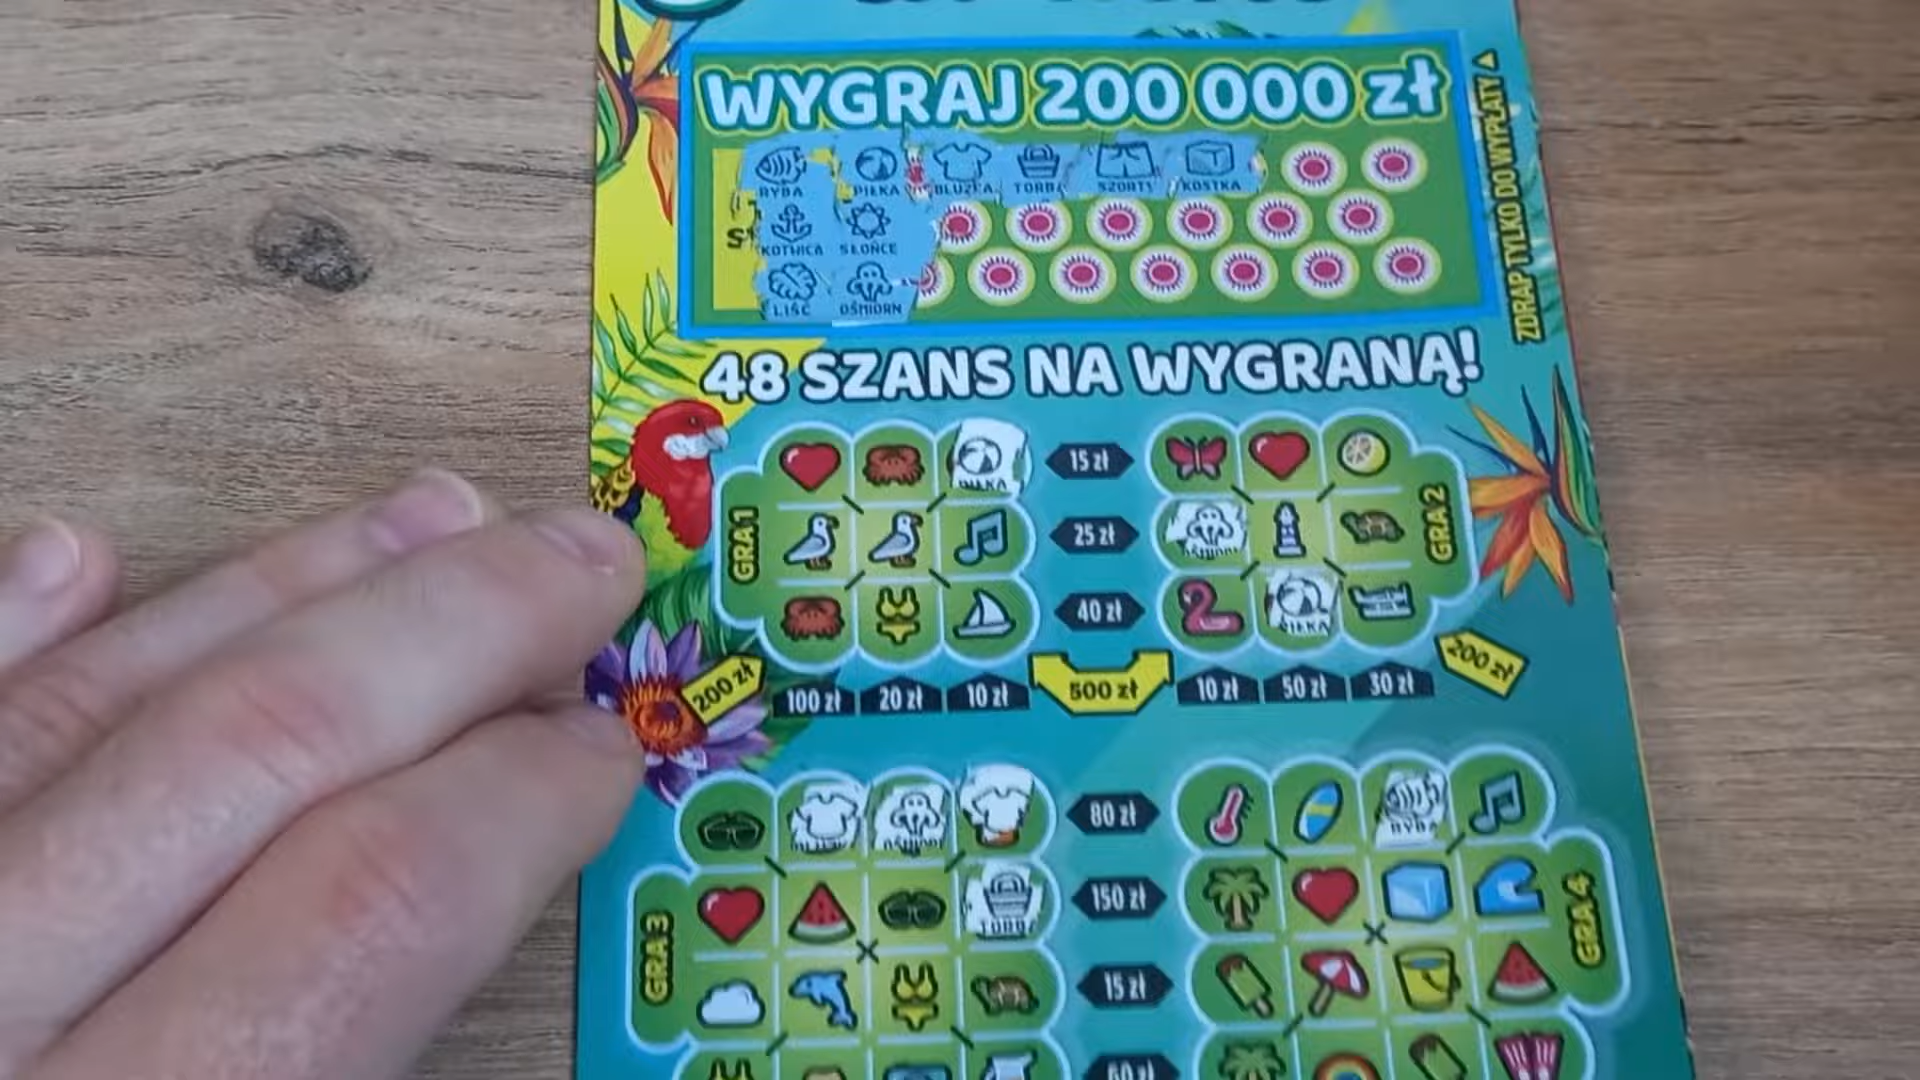 WYGRAJ 200 000 zł
RYBA PIŁKA BLUZKA TORBA SZORTY KOSTKA
KOTWICA SŁOŃCE
LIŚĆ OŚMIORN
ZDRAP TYLKO DO WYPŁATY
48 SZANS NA WYGRANĄ!
GRA 1
15 zł
25 zł
40 zł
GRA 2
200 zł 100 zł 20 zł 10 zł 500 zł 10 zł 50 zł 30 zł 200 zł
GRA 3
80 zł
RYBA
150 zł
15 zł
60 zł
GRA 4